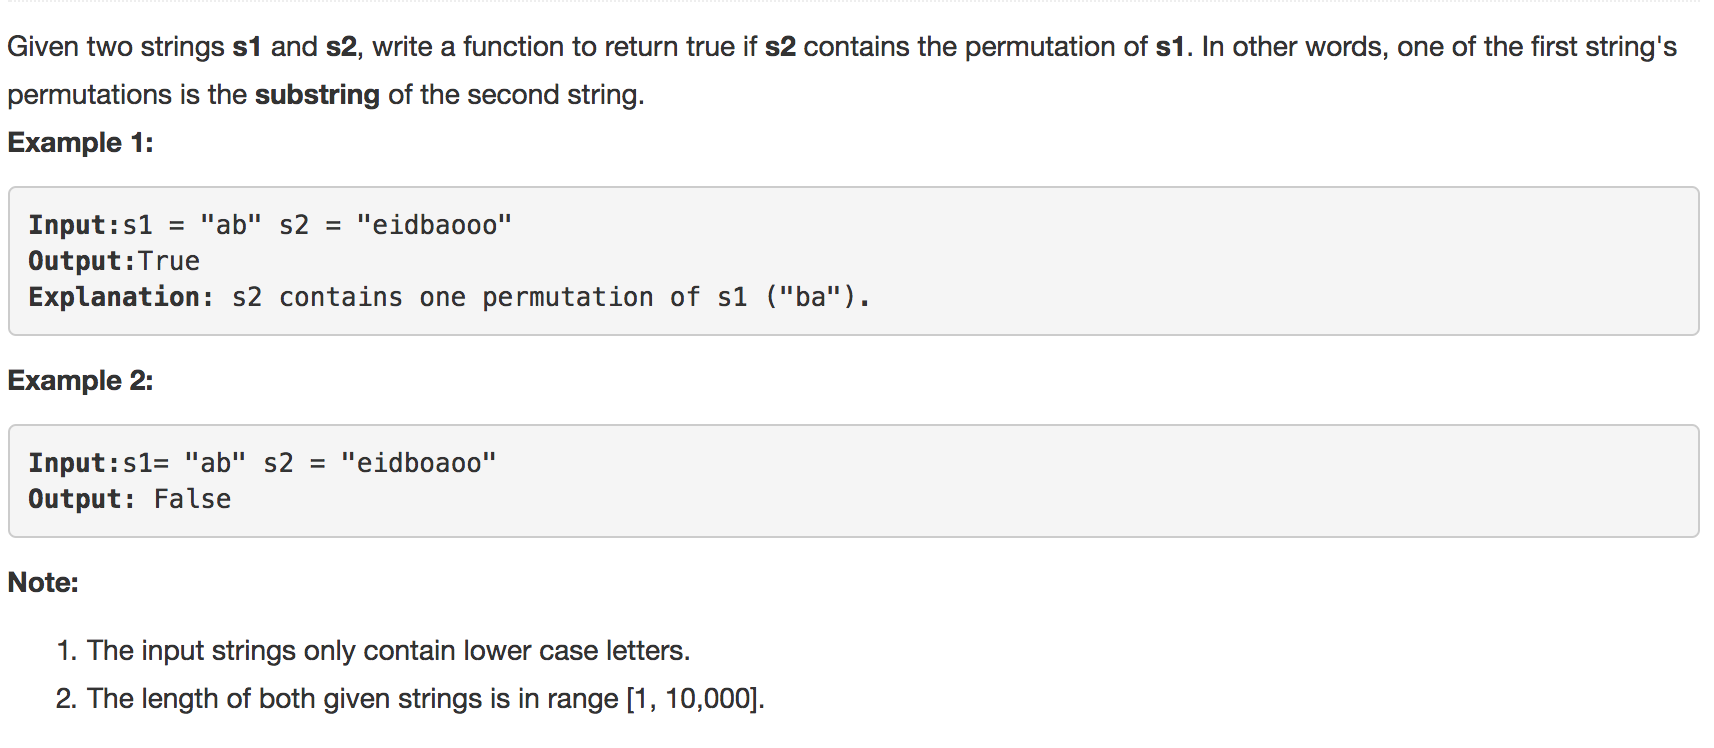 Given two strings s1 and s2, write a function to return true if s2 contains the permutation of s1. In other words, one of the first string's
permutations is the substring of the second string.
Example 1:
Input:s1 = "ab" s2 = "eidbaooo"
Output:True
Explanation: s2 contains one permutation of s1 ("ba").
Example 2:
Input:s1= "ab" s2 = "eidboaoo"
Output: False
Note:
1. The input strings only contain lower case letters.
2. The length of both given strings is in range [1, 10,000].